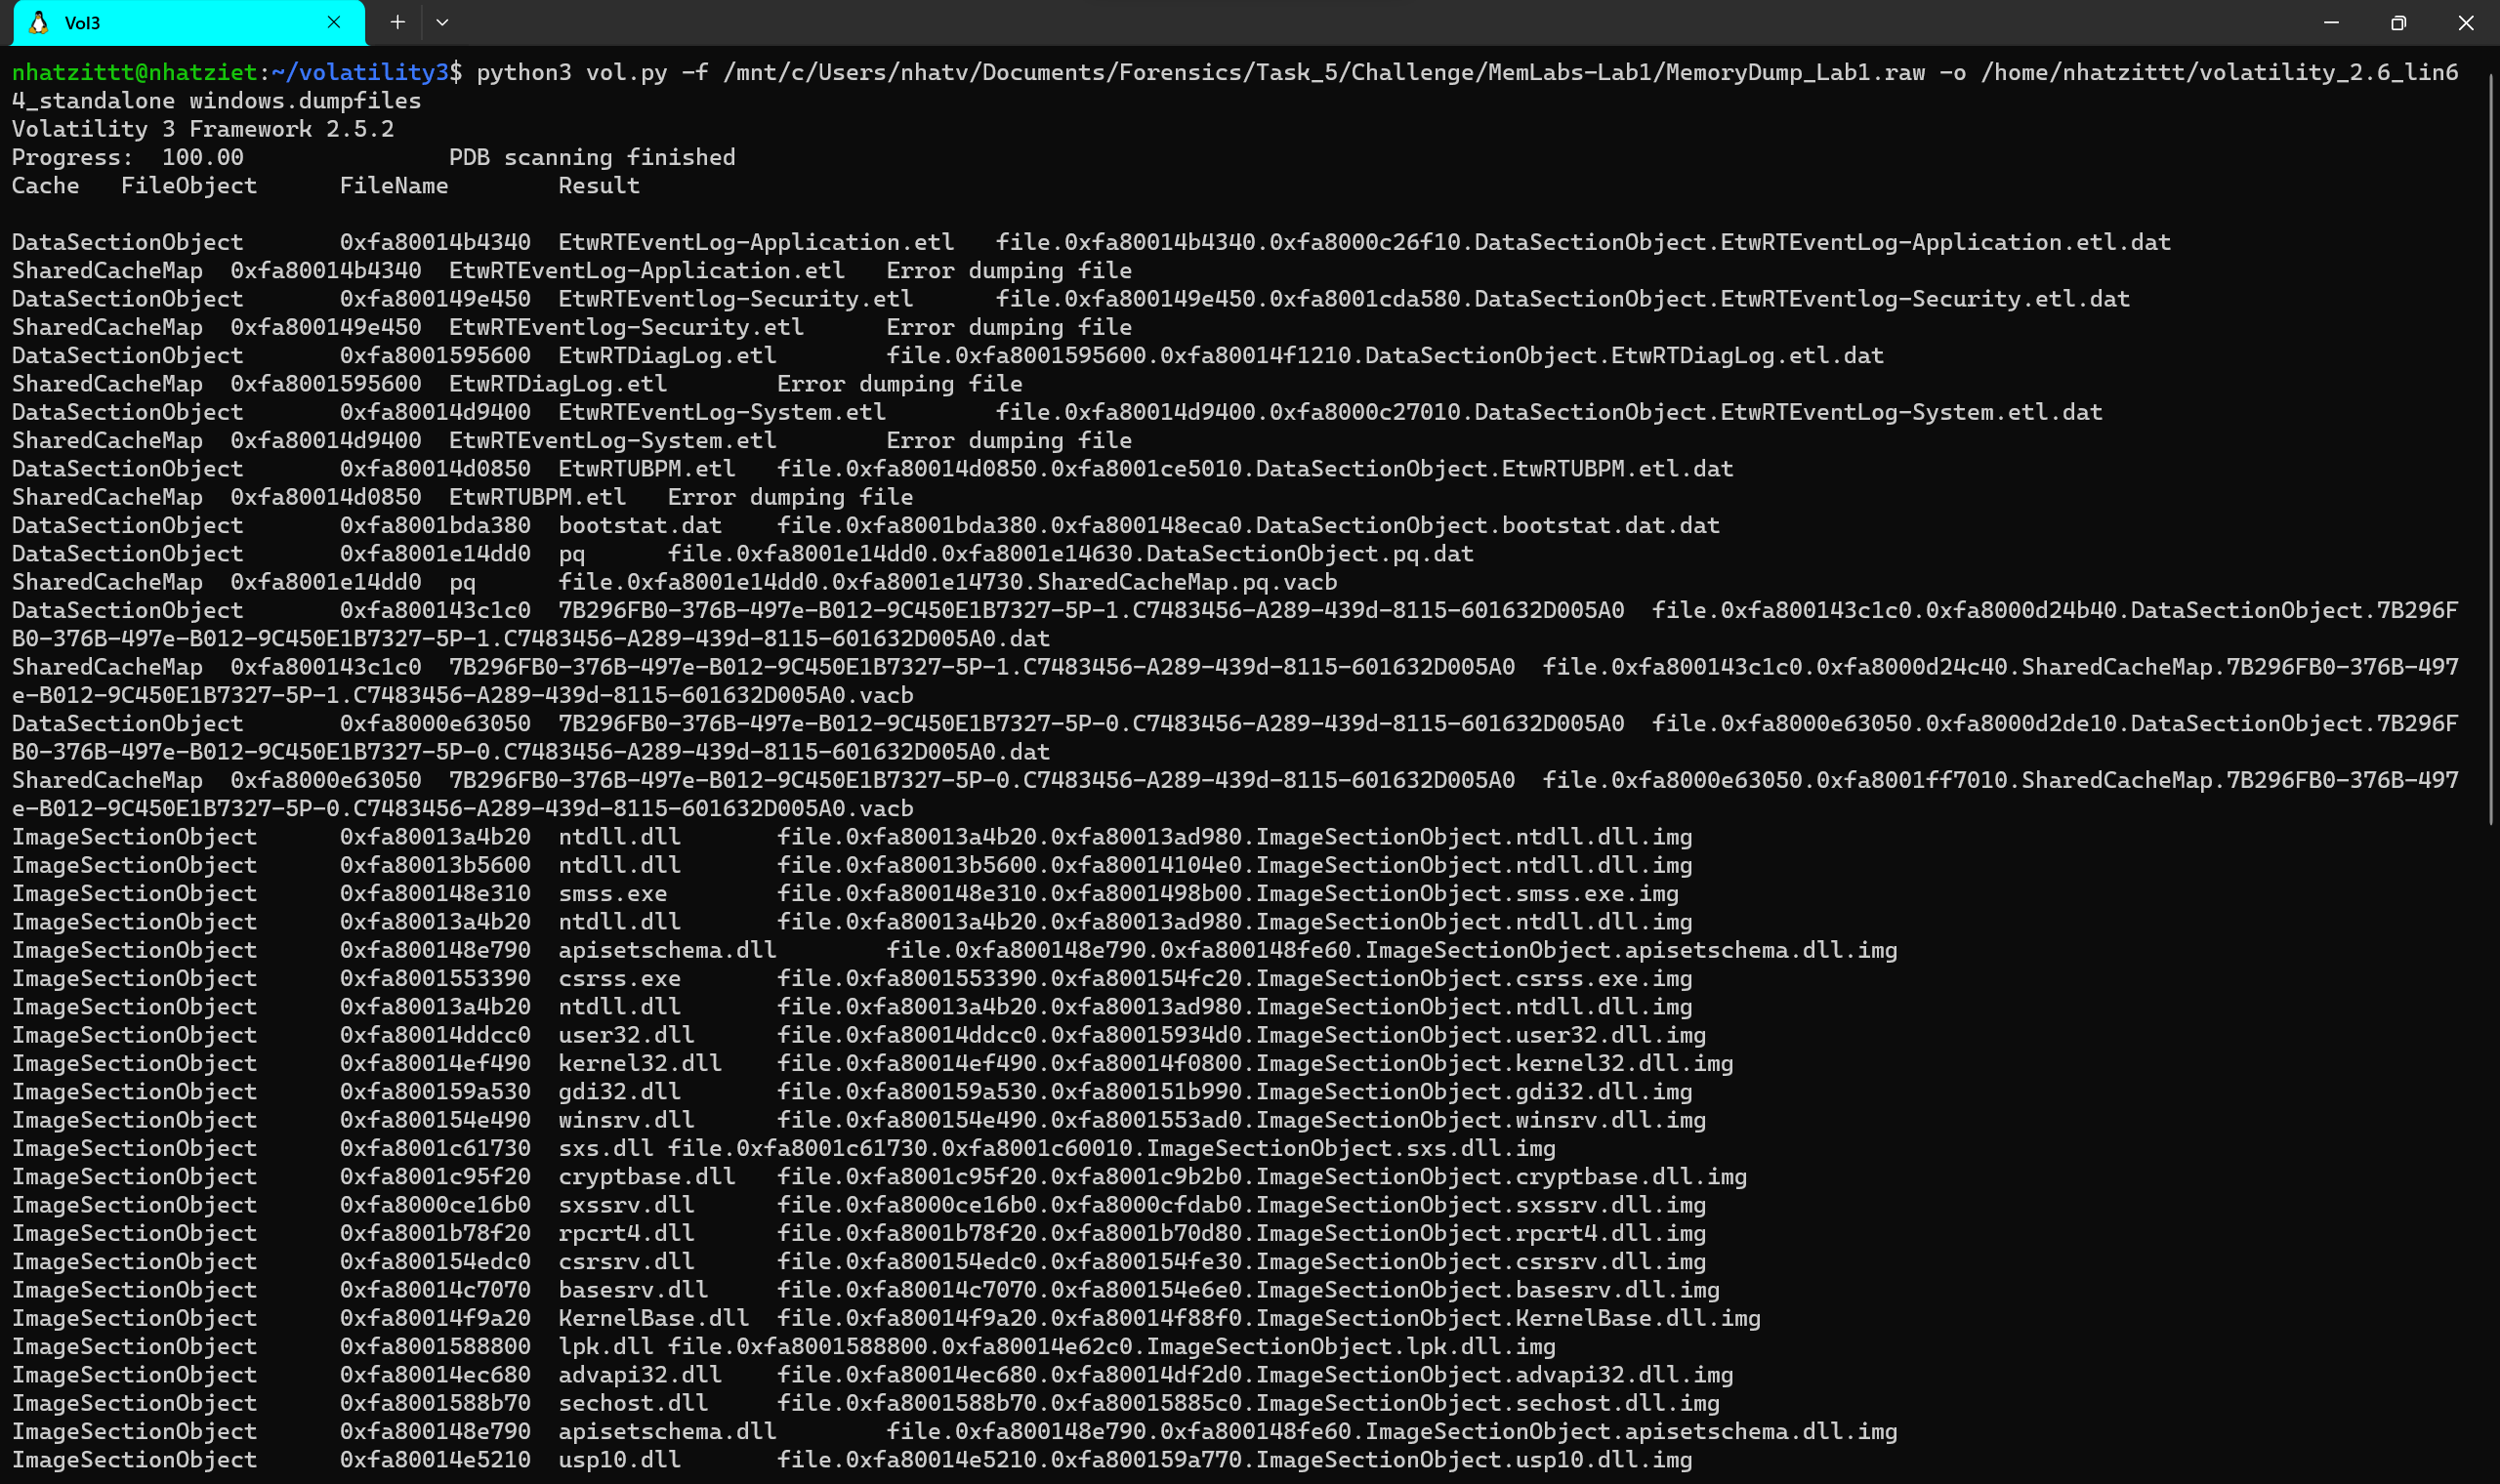 Vol3
nhatzittt@nhatziet:~/volatility3$ python3 vol.py -f /mnt/c/Users/nhatv/Documents/Forensics/Task_5/Challenge/MemLabs-Lab1/MemoryDump_Lab1.raw -o /home/nhatzittt/volatility_2.6_lin6
4_standalone windows.dumpfiles
Volatility 3 Framework 2.5.2
Progress:  100.00               PDB scanning finished
Cache   FileObject      FileName        Result
DataSectionObject       0xfa80014b4340  EtwRTEventLog-Application.etl   file.0xfa80014b4340.0xfa8000c26f10.DataSectionObject.EtwRTEventLog-Application.etl.dat
SharedCacheMap  0xfa80014b4340  EtwRTEventLog-Application.etl   Error dumping file
DataSectionObject       0xfa800149e450  EtwRTEventlog-Security.etl      file.0xfa800149e450.0xfa8001cda580.DataSectionObject.EtwRTEventlog-Security.etl.dat
SharedCacheMap  0xfa800149e450  EtwRTEventlog-Security.etl      Error dumping file
DataSectionObject       0xfa8001595600  EtwRTDiagLog.etl        file.0xfa8001595600.0xfa80014f1210.DataSectionObject.EtwRTDiagLog.etl.dat
SharedCacheMap  0xfa8001595600  EtwRTDiagLog.etl        Error dumping file
DataSectionObject       0xfa80014d9400  EtwRTEventLog-System.etl        file.0xfa80014d9400.0xfa8000c27010.DataSectionObject.EtwRTEventLog-System.etl.dat
SharedCacheMap  0xfa80014d9400  EtwRTEventLog-System.etl        Error dumping file
DataSectionObject       0xfa80014d0850  EtwRTUBPM.etl   file.0xfa80014d0850.0xfa8001ce5010.DataSectionObject.EtwRTUBPM.etl.dat
SharedCacheMap  0xfa80014d0850  EtwRTUBPM.etl   Error dumping file
DataSectionObject       0xfa8001bda380  bootstat.dat    file.0xfa8001bda380.0xfa800148eca0.DataSectionObject.bootstat.dat.dat
DataSectionObject       0xfa8001e14dd0  pq      file.0xfa8001e14dd0.0xfa8001e14630.DataSectionObject.pq.dat
SharedCacheMap  0xfa8001e14dd0  pq      file.0xfa8001e14dd0.0xfa8001e14730.SharedCacheMap.pq.vacb
DataSectionObject       0xfa800143c1c0  7B296FB0-376B-497e-B012-9C450E1B7327-5P-1.C7483456-A289-439d-8115-601632D005A0  file.0xfa800143c1c0.0xfa8000d24b40.DataSectionObject.7B296F
B0-376B-497e-B012-9C450E1B7327-5P-1.C7483456-A289-439d-8115-601632D005A0.dat
SharedCacheMap  0xfa800143c1c0  7B296FB0-376B-497e-B012-9C450E1B7327-5P-1.C7483456-A289-439d-8115-601632D005A0  file.0xfa800143c1c0.0xfa8000d24c40.SharedCacheMap.7B296FB0-376B-497
e-B012-9C450E1B7327-5P-1.C7483456-A289-439d-8115-601632D005A0.vacb
DataSectionObject       0xfa8000e63050  7B296FB0-376B-497e-B012-9C450E1B7327-5P-0.C7483456-A289-439d-8115-601632D005A0  file.0xfa8000e63050.0xfa8000d2de10.DataSectionObject.7B296F
B0-376B-497e-B012-9C450E1B7327-5P-0.C7483456-A289-439d-8115-601632D005A0.dat
SharedCacheMap  0xfa8000e63050  7B296FB0-376B-497e-B012-9C450E1B7327-5P-0.C7483456-A289-439d-8115-601632D005A0  file.0xfa8000e63050.0xfa8001ff7010.SharedCacheMap.7B296FB0-376B-497
e-B012-9C450E1B7327-5P-0.C7483456-A289-439d-8115-601632D005A0.vacb
ImageSectionObject      0xfa80013a4b20  ntdll.dll       file.0xfa80013a4b20.0xfa80013ad980.ImageSectionObject.ntdll.dll.img
ImageSectionObject      0xfa80013b5600  ntdll.dll       file.0xfa80013b5600.0xfa80014104e0.ImageSectionObject.ntdll.dll.img
ImageSectionObject      0xfa800148e310  smss.exe        file.0xfa800148e310.0xfa8001498b00.ImageSectionObject.smss.exe.img
ImageSectionObject      0xfa80013a4b20  ntdll.dll       file.0xfa80013a4b20.0xfa80013ad980.ImageSectionObject.ntdll.dll.img
ImageSectionObject      0xfa800148e790  apisetschema.dll        file.0xfa800148e790.0xfa800148fe60.ImageSectionObject.apisetschema.dll.img
ImageSectionObject      0xfa8001553390  csrss.exe       file.0xfa8001553390.0xfa800154fc20.ImageSectionObject.csrss.exe.img
ImageSectionObject      0xfa80013a4b20  ntdll.dll       file.0xfa80013a4b20.0xfa80013ad980.ImageSectionObject.ntdll.dll.img
ImageSectionObject      0xfa80014ddcc0  user32.dll      file.0xfa80014ddcc0.0xfa80015934d0.ImageSectionObject.user32.dll.img
ImageSectionObject      0xfa80014ef490  kernel32.dll    file.0xfa80014ef490.0xfa80014f0800.ImageSectionObject.kernel32.dll.img
ImageSectionObject      0xfa800159a530  gdi32.dll       file.0xfa800159a530.0xfa800151b990.ImageSectionObject.gdi32.dll.img
ImageSectionObject      0xfa800154e490  winsrv.dll      file.0xfa800154e490.0xfa8001553ad0.ImageSectionObject.winsrv.dll.img
ImageSectionObject      0xfa8001c61730  sxs.dll file.0xfa8001c61730.0xfa8001c60010.ImageSectionObject.sxs.dll.img
ImageSectionObject      0xfa8001c95f20  cryptbase.dll   file.0xfa8001c95f20.0xfa8001c9b2b0.ImageSectionObject.cryptbase.dll.img
ImageSectionObject      0xfa8000ce16b0  sxssrv.dll      file.0xfa8000ce16b0.0xfa8000cfdab0.ImageSectionObject.sxssrv.dll.img
ImageSectionObject      0xfa8001b78f20  rpcrt4.dll      file.0xfa8001b78f20.0xfa8001b70d80.ImageSectionObject.rpcrt4.dll.img
ImageSectionObject      0xfa800154edc0  csrsrv.dll      file.0xfa800154edc0.0xfa800154fe30.ImageSectionObject.csrsrv.dll.img
ImageSectionObject      0xfa80014c7070  basesrv.dll     file.0xfa80014c7070.0xfa800154e6e0.ImageSectionObject.basesrv.dll.img
ImageSectionObject      0xfa80014f9a20  KernelBase.dll  file.0xfa80014f9a20.0xfa80014f88f0.ImageSectionObject.KernelBase.dll.img
ImageSectionObject      0xfa8001588800  lpk.dll file.0xfa8001588800.0xfa80014e62c0.ImageSectionObject.lpk.dll.img
ImageSectionObject      0xfa80014ec680  advapi32.dll    file.0xfa80014ec680.0xfa80014df2d0.ImageSectionObject.advapi32.dll.img
ImageSectionObject      0xfa8001588b70  sechost.dll     file.0xfa8001588b70.0xfa80015885c0.ImageSectionObject.sechost.dll.img
ImageSectionObject      0xfa800148e790  apisetschema.dll        file.0xfa800148e790.0xfa800148fe60.ImageSectionObject.apisetschema.dll.img
ImageSectionObject      0xfa80014e5210  usp10.dll       file.0xfa80014e5210.0xfa800159a770.ImageSectionObject.usp10.dll.img